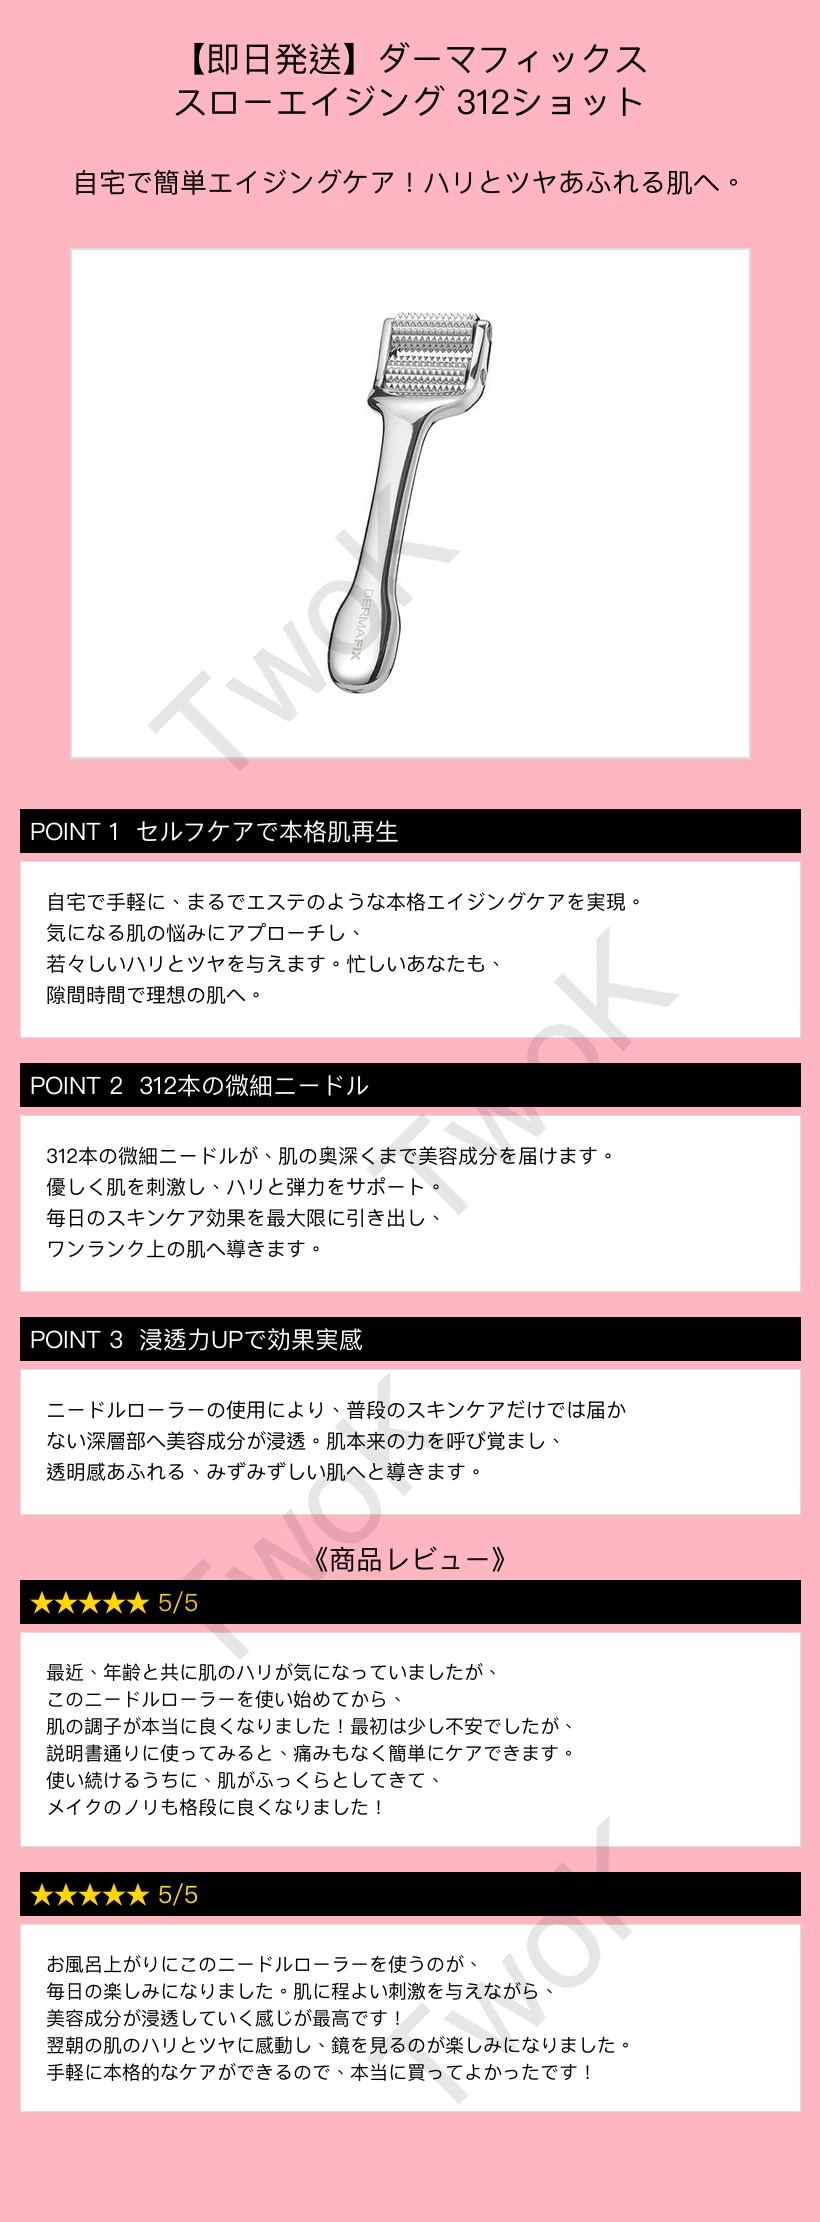 【即日発送】ダーマフィックス
スローエイジング 312ショット
自宅で簡単エイジングケア！ハリとツヤあふれる肌へ。
DERMAFIX
TwoK
POINT 1 セルフケアで本格肌再生
自宅で手軽に、まるでエステのような本格エイジングケアを実現。
気になる肌の悩みにアプローチし、
若々しいハリとツヤを与えます。忙しいあなたも、
隙間時間で理想の肌へ。
TwoK
POINT 2 312本の微細ニードル
312本の微細ニードルが、肌の奥深くまで美容成分を届けます。
優しく肌を刺激し、ハリと弾力をサポート。
毎日のスキンケア効果を最大限に引き出し、
ワンランク上の肌へ導きます。
POINT 3 浸透力UPで効果実感
ニードルローラーの使用により、普段のスキンケアだけでは届か
ない深層部へ美容成分が浸透。肌本来の力を呼び覚まし、
透明感あふれる、みずみずしい肌へと導きます。
TwoK
《商品レビュー》
★★★★★ 5/5
最近、年齢と共に肌のハリが気になっていましたが、
このニードルローラーを使い始めてから、
肌の調子が本当に良くなりました！最初は少し不安でしたが、
説明書通りに使ってみると、痛みもなく簡単にケアできます。
使い続けるうちに、肌がふっくらとしてきて、
メイクのノリも格段に良くなりました！
★★★★★ 5/5
お風呂上がりにこのニードルローラーを使うのが、
毎日の楽しみになりました。肌に程よい刺激を与えながら、
美容成分が浸透していく感じが最高です！
翌朝の肌のハリとツヤに感動し、鏡を見るのが楽しみになりました。
手軽に本格的なケアができるので、本当に買ってよかったです！
TwoK